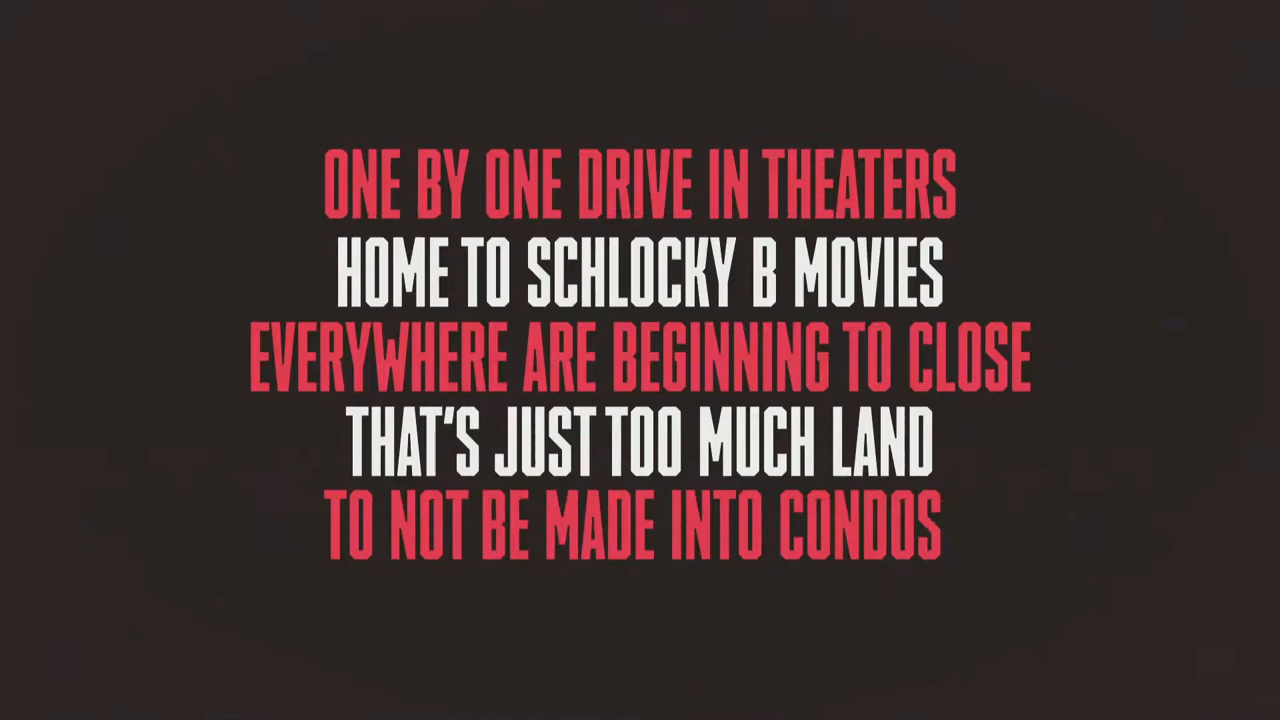 ONE BY ONE DRIVE IN THEATERS
HOME TO SCHLOCKY B MOVIES
EVERYWHERE ARE BEGINNING TO CLOSE
THAT'S JUST TOO MUCH LAND
TO NOT BE MADE INTO CONDOS